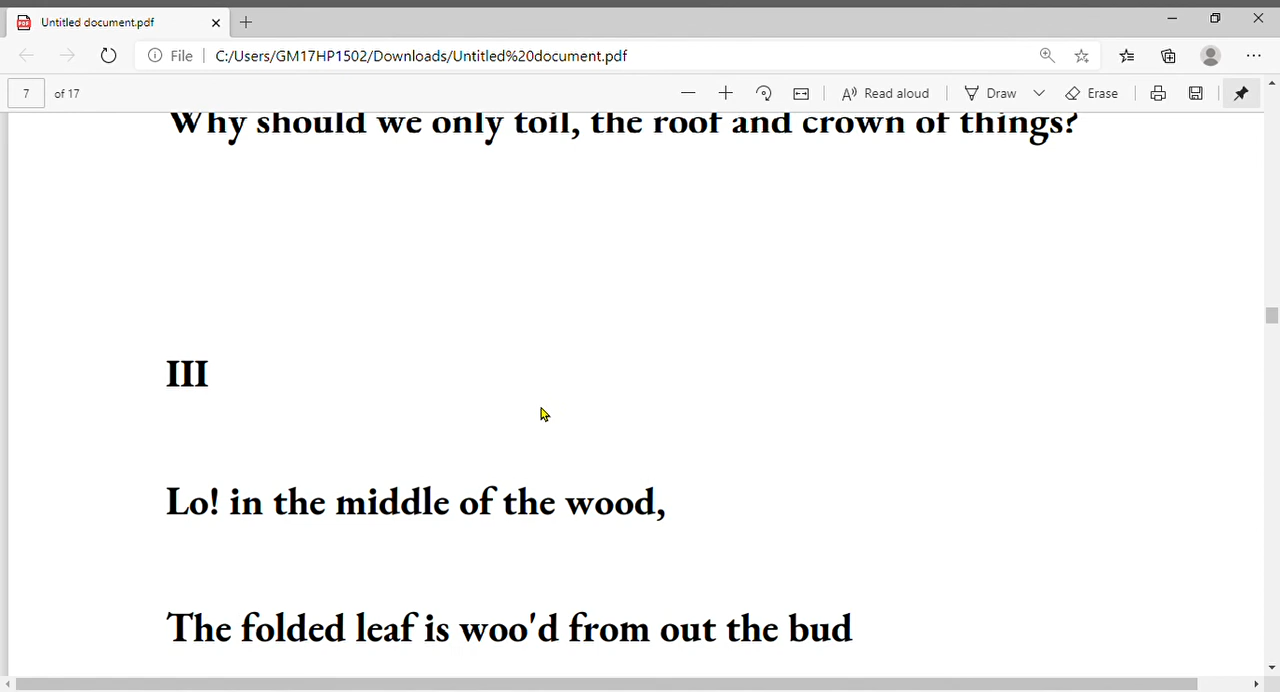 Untitled document.pdf
File C:/Users/GM17HP1502/Downloads/Untitled%20document.pdf
7 of 17 Read aloud Draw Erase
Why should we only toil, the roof and crown of things?
III
Lo! in the middle of the wood,
The folded leaf is woo'd from out the bud